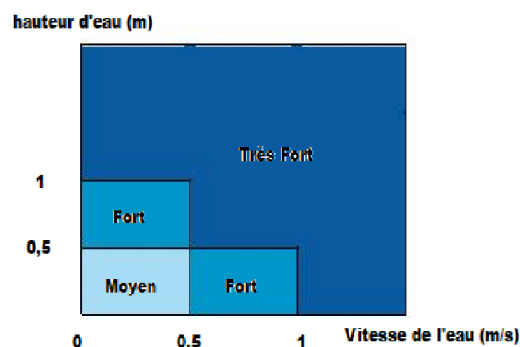 hauteur d'eau (m)
Très Fort
1
Fort
0,5
Moyen
Fort
0
0,5
1
Vitesse de l'eau (m/s)